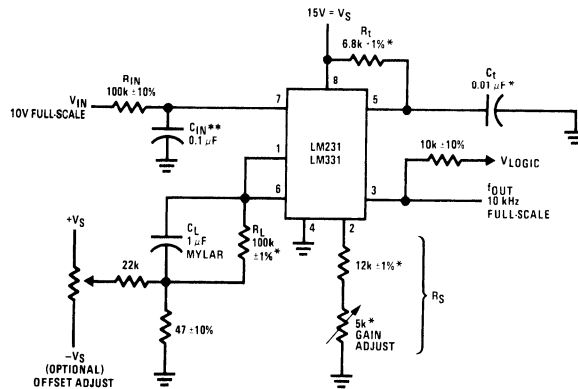 15V = VS
Rt
6.8k ±1% *
8
RIN
100k ±10%
VIN
10V FULL-SCALE
7
5
Ct
0.01 µF *
CIN**
0.1 µF
LM231
LM331
1
10k ±10%
VLOGIC
6
3
fOUT
10 kHz
FULL-SCALE
4
2
+VS
CL
1 µF
MYLAR
RL
100k
±1% *
22k
12k ±1% *
RS
47 ±10%
5k*
GAIN
ADJUST
−VS
(OPTIONAL)
OFFSET ADJUST